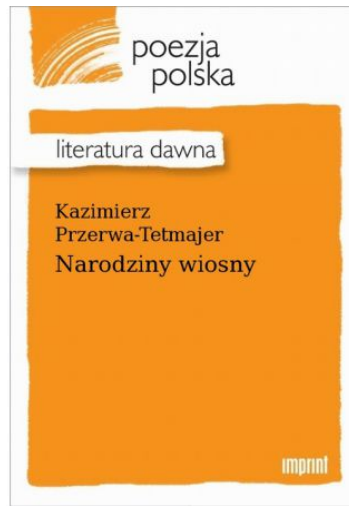 poezja
polska
literatura dawna
Kazimierz
Przerwa-Tetmajer
Narodziny wiosny
imprint